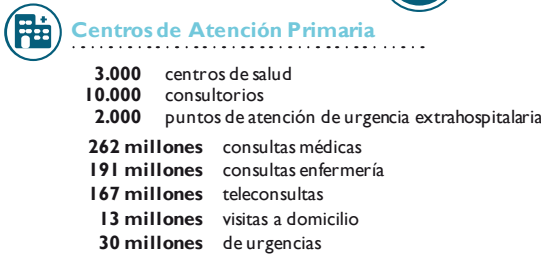 Centros de Atención Primaria
3.000 centros de salud
10.000 consultorios
2.000 puntos de atención de urgencia extrahospitalaria
262 millones consultas médicas
191 millones consultas enfermería
167 millones teleconsultas
13 millones visitas a domicilio
30 millones de urgencias